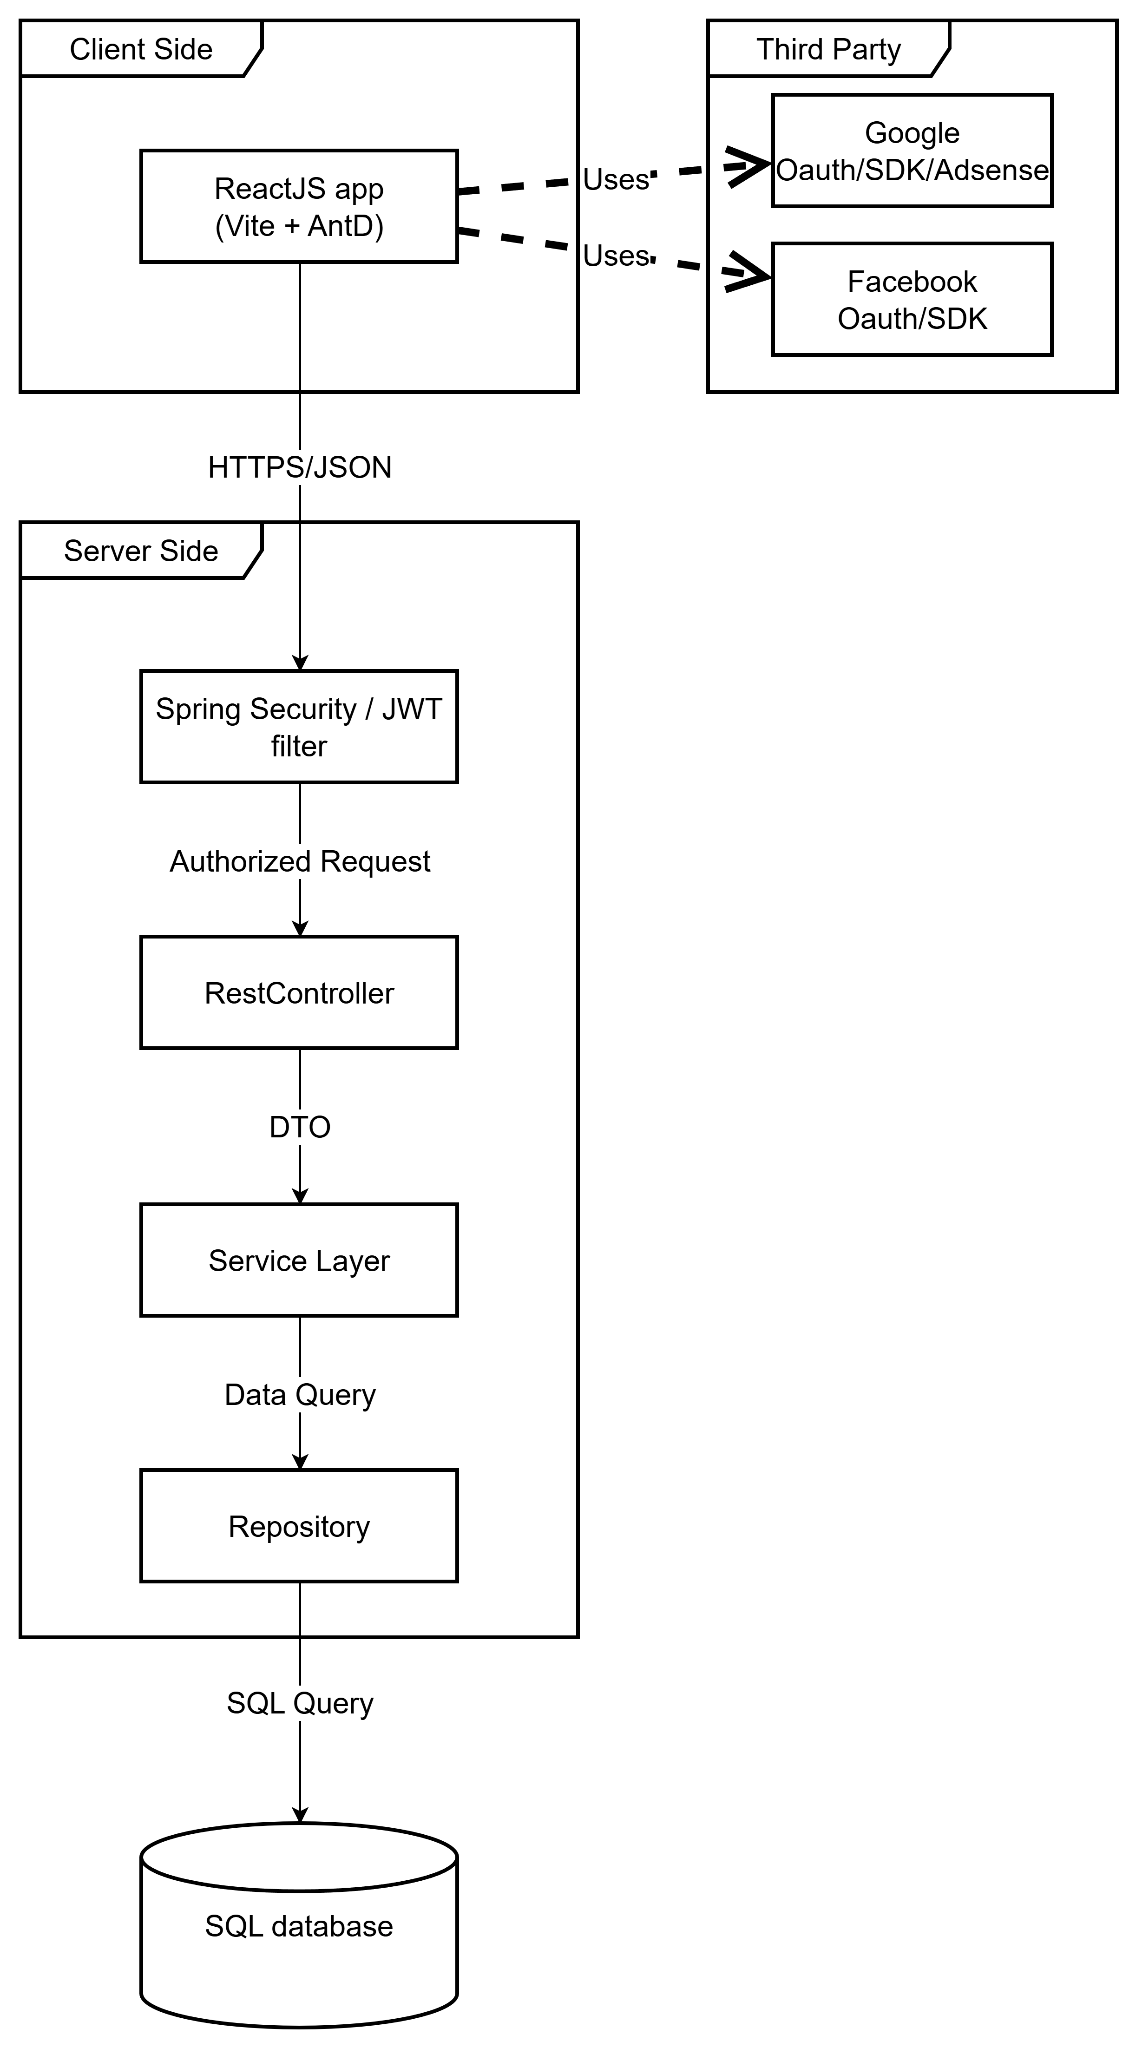 Client Side
Third Party
ReactJS app
(Vite + AntD)
Uses
Uses
Google
Oauth/SDK/Adsense
Facebook
Oauth/SDK
HTTPS/JSON
Server Side
Spring Security / JWT
filter
Authorized Request
RestController
DTO
Service Layer
Data Query
Repository
SQL Query
SQL database